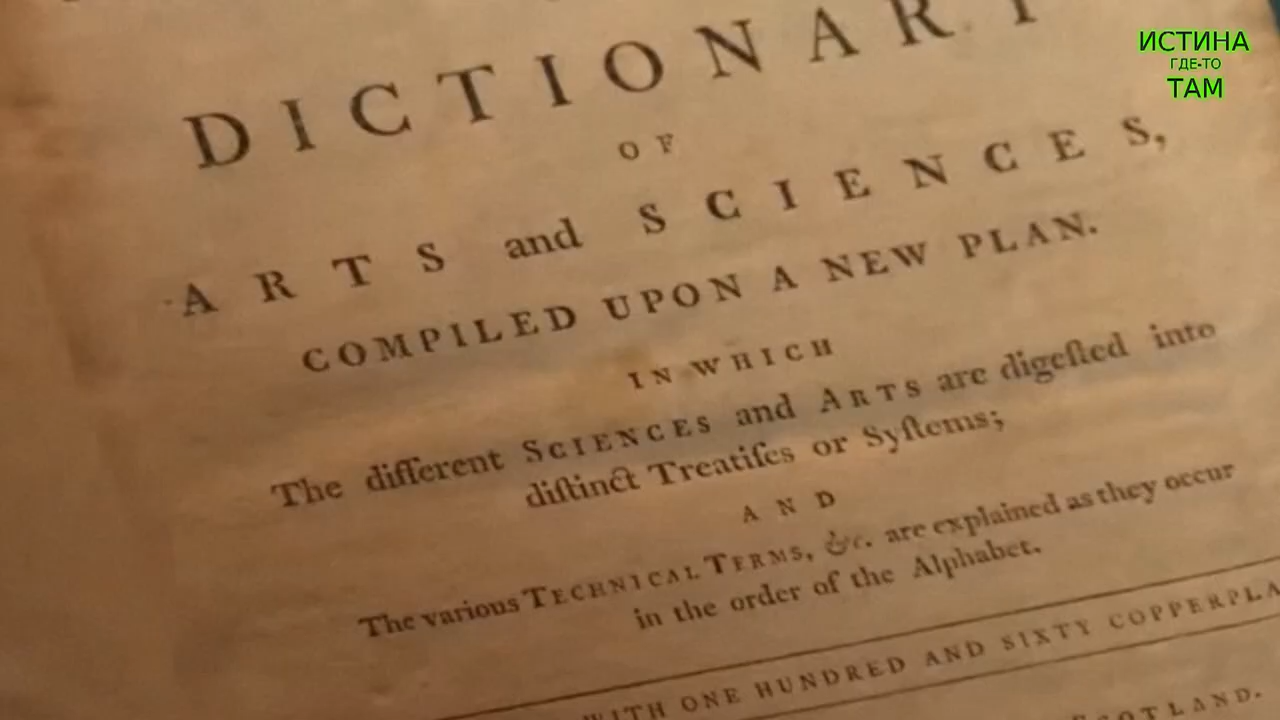 DICTIONARY
OF
ARTS and SCIENCES,
COMPILED UPON A NEW PLAN.
IN WHICH
The different SCIENCES and ARTS are digeſted into
diſtinct Treatiſes or Syſtems;
AND
The various TECHNICAL TERMS, &c. are explained as they occur
in the order of the Alphabet.
WITH ONE HUNDRED AND SIXTY COPPERPLA
SCOTLAND.
ИСТИНА
ГДЕ-ТО
ТАМ